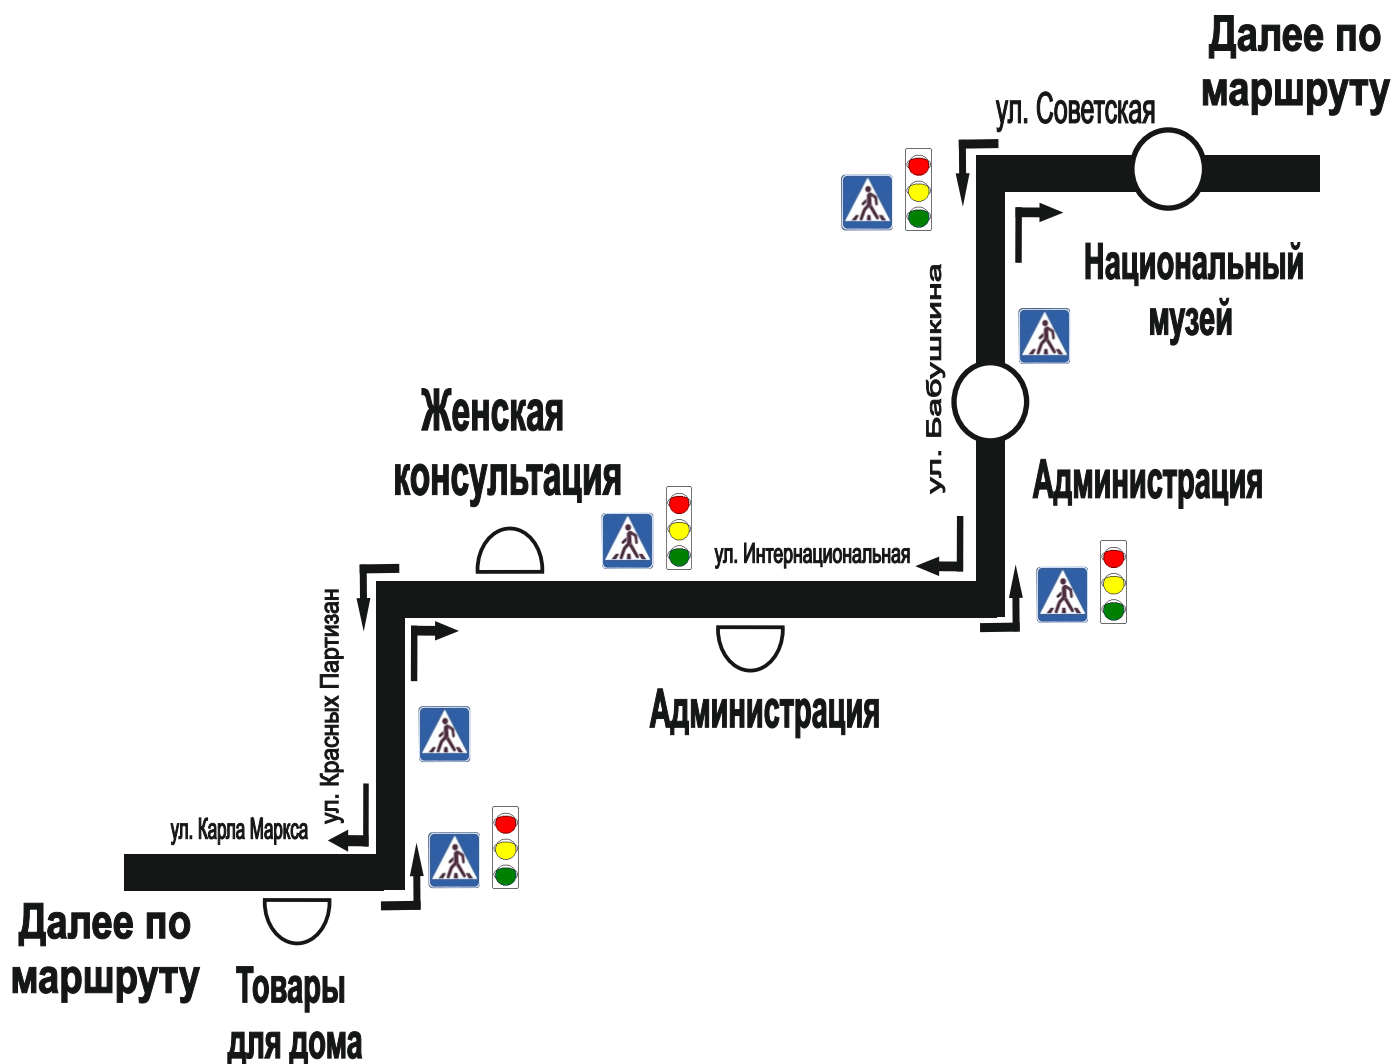 Далее по
маршруту
ул. Советская
Национальный
музей
ул. Бабушкина
Женская
консультация
Администрация
ул. Интернациональная
ул. Красных Партизан
Администрация
ул. Карла Маркса
Далее по
маршруту
Товары
для дома